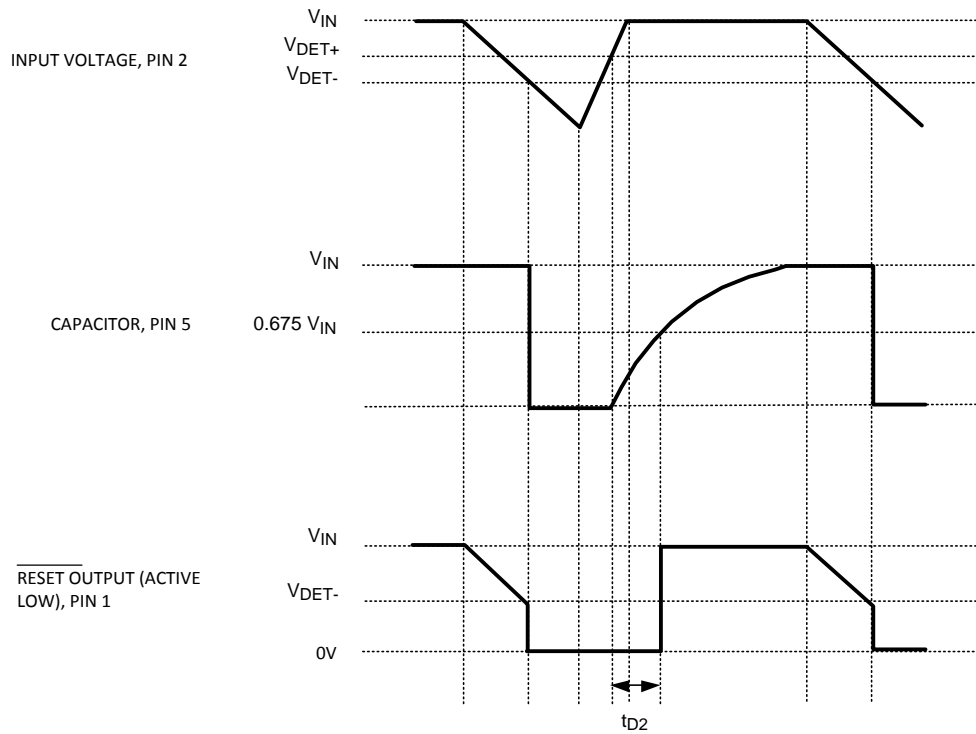 VIN
VDET+
INPUT VOLTAGE, PIN 2
VDET-
VIN
CAPACITOR, PIN 5
0.675 VIN
VIN
RESET OUTPUT (ACTIVE
LOW), PIN 1
VDET-
0V
tD2